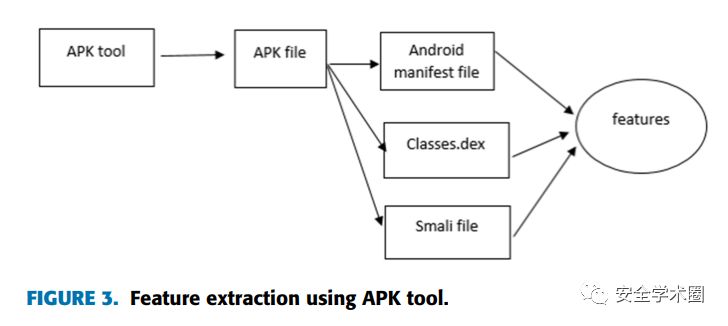 APK tool
APK file
Android
manifest file
Classes.dex
Smali file
features
FIGURE 3. Feature extraction using APK tool.
安全学术圈